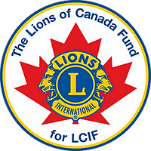 The Lions of Canada Fund
LIONS
L
INTERNATIONAL
for LCIF